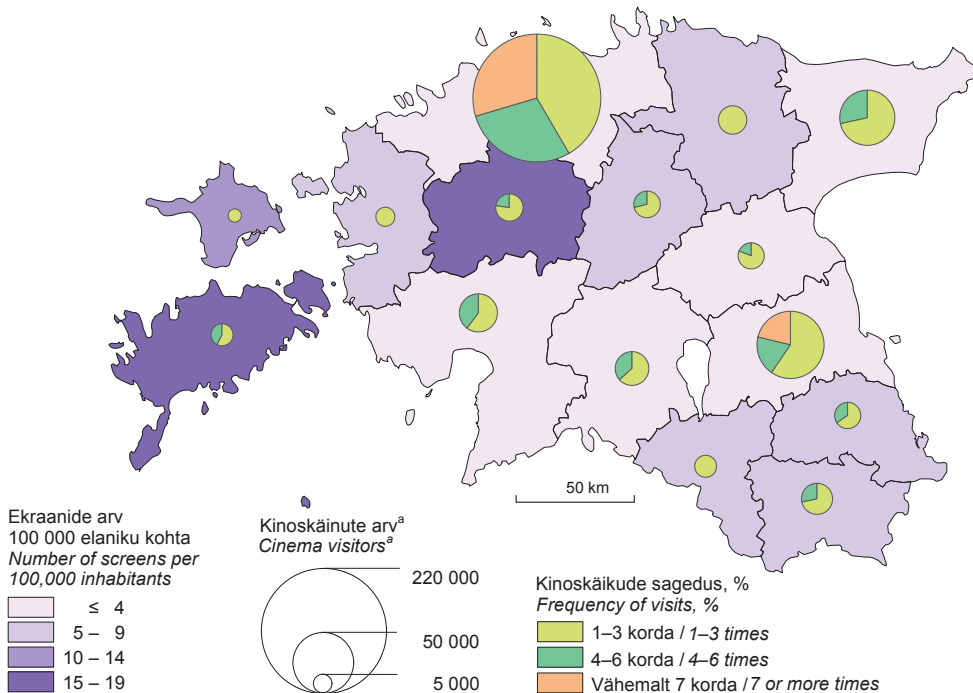 50 km
Ekraanide arv
100 000 elaniku kohta
Number of screens per
100,000 inhabitants
≤ 4
5 – 9
10 – 14
15 – 19
Kinoskäinute arvᵃ
Cinema visitorsᵃ
220 000
50 000
5 000
Kinoskäikude sagedus, %
Frequency of visits, %
1–3 korda / 1–3 times
4–6 korda / 4–6 times
Vähemalt 7 korda / 7 or more times